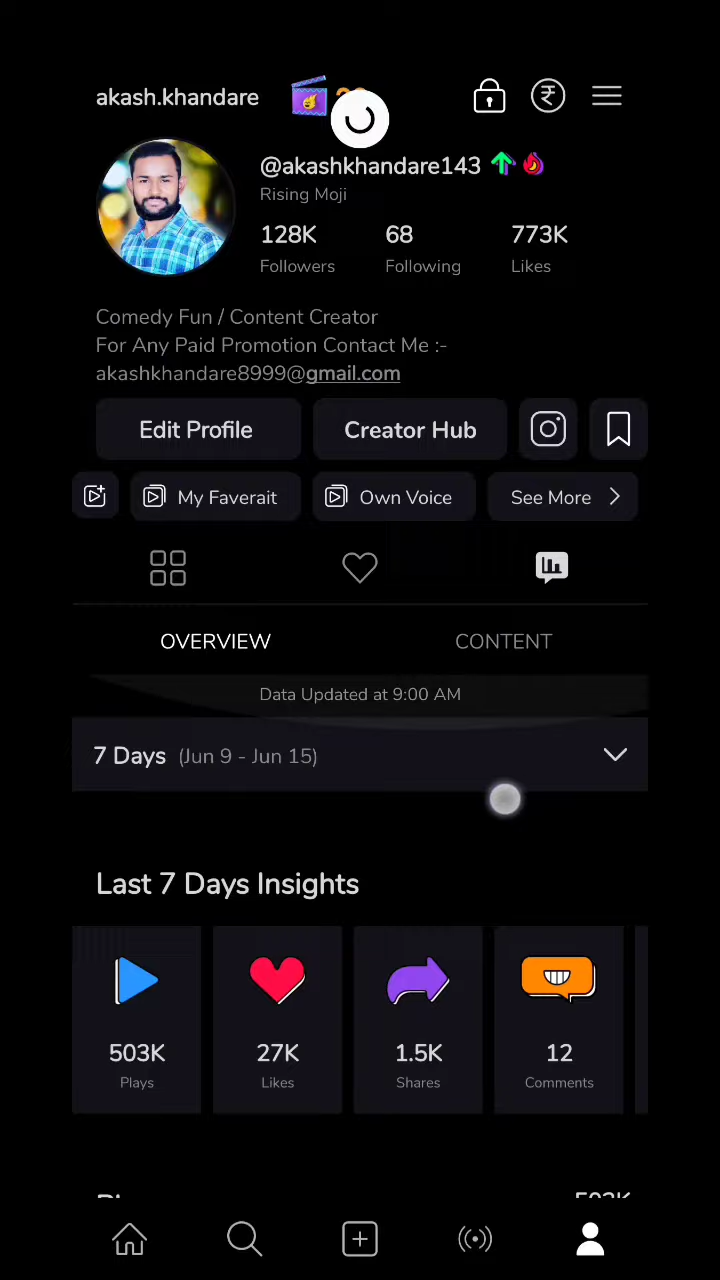 akash.khandare
@akashkhandare143
Rising Moji
128K 68 773K
Followers Following Likes
Comedy Fun / Content Creator
For Any Paid Promotion Contact Me :-
akashkhandare8999@gmail.com
Edit Profile Creator Hub
My Faverait Own Voice See More
OVERVIEW CONTENT
Data Updated at 9:00 AM
7 Days (Jun 9 - Jun 15)
Last 7 Days Insights
503K 27K 1.5K 12
Plays Likes Shares Comments